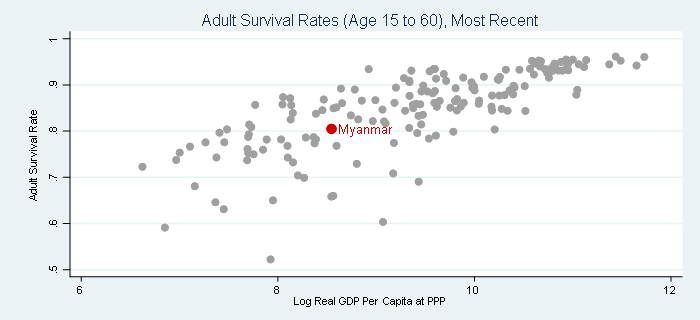 Adult Survival Rates (Age 15 to 60), Most Recent
Adult Survival Rate
1
.9
.8
.7
.6
.5
Myanmar
6 8 10 12
Log Real GDP Per Capita at PPP